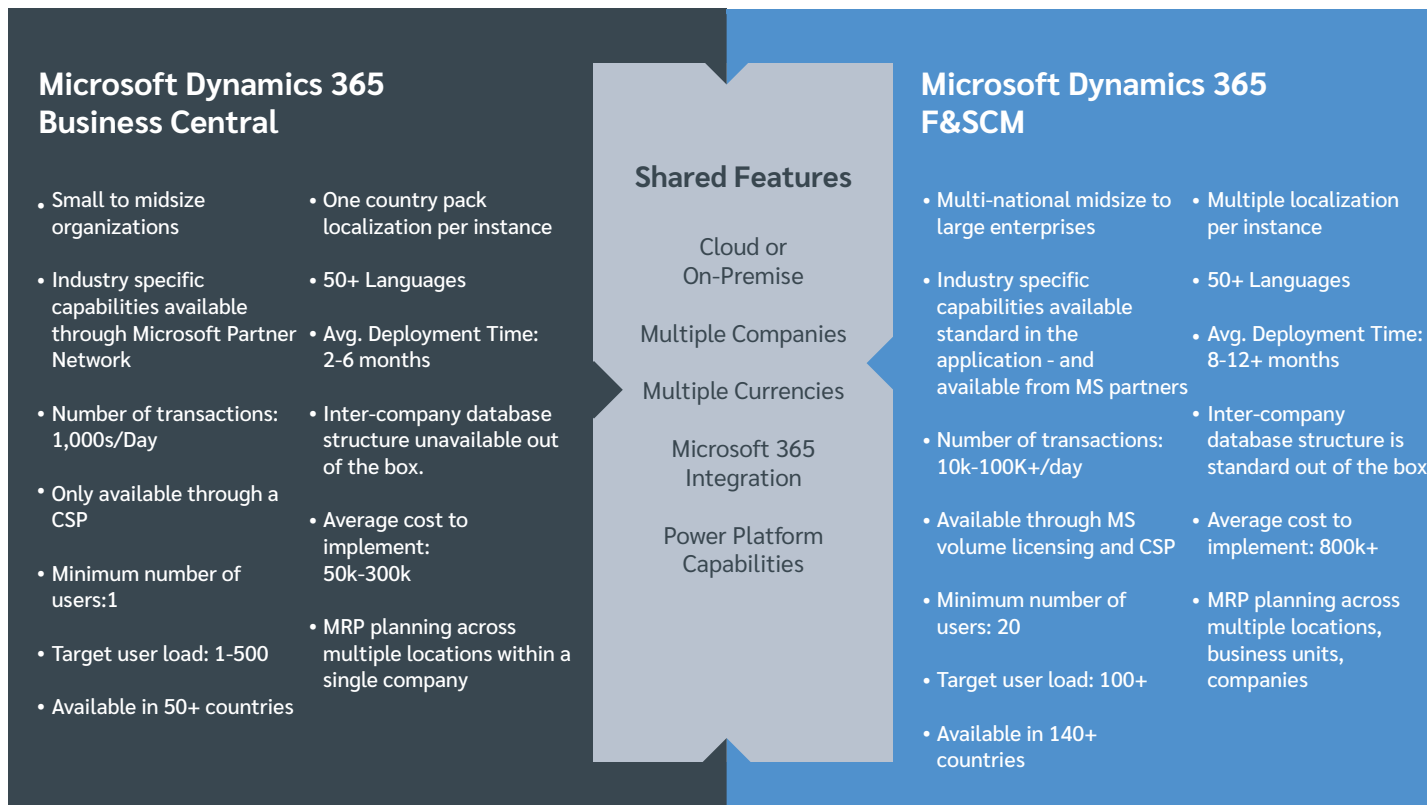 Microsoft Dynamics 365
Business Central
• Small to midsize
organizations
• Industry specific
capabilities available
through Microsoft Partner
Network
• Number of transactions:
1,000s/Day
• Only available through a
CSP
• Minimum number of
users:1
• Target user load: 1-500
• Available in 50+ countries
• One country pack
localization per instance
• 50+ Languages
• Avg. Deployment Time:
2-6 months
• Inter-company database
structure unavailable out
of the box.
• Average cost to
implement:
50k-300k
• MRP planning across
multiple locations within a
single company
Shared Features
Cloud or
On-Premise
Multiple Companies
Multiple Currencies
Microsoft 365
Integration
Power Platform
Capabilities
Microsoft Dynamics 365
F&SCM
• Multi-national midsize to
large enterprises
• Industry specific
capabilities available
standard in the
application - and
available from MS partners
• Number of transactions:
10k-100K+/day
• Available through MS
volume licensing and CSP
• Minimum number of
users: 20
• Target user load: 100+
• Available in 140+
countries
• Multiple localization
per instance
• 50+ Languages
• Avg. Deployment Time:
8-12+ months
• Inter-company
database structure is
standard out of the box
• Average cost to
implement: 800k+
• MRP planning across
multiple locations,
business units,
companies